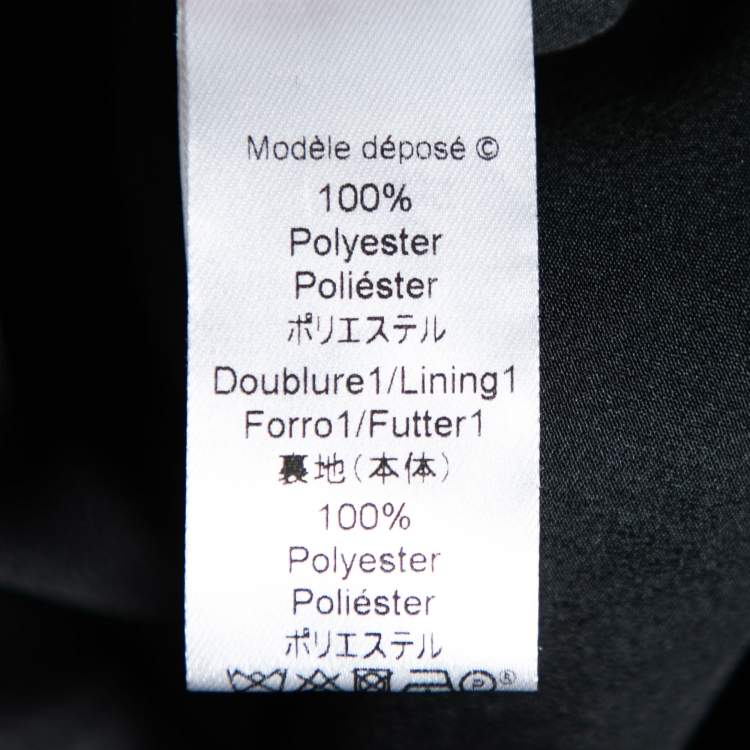 Modèle déposé ©
100%
Polyester
Poliéster
ポリエステル
Doublure1/Lining1
Forro1/Futter1
裏地(本体)
100%
Polyester
Poliéster
ポリエステル
P ®